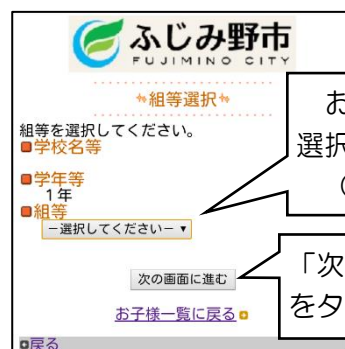 ふじみ野市
FUJIMINO CITY
組等選択
組等を選択してください。
学校名等
学年等
1年
組等
－選択してください－
次の画面に進む
お子様一覧に戻る
戻る
お
選択
（
「次
をタ